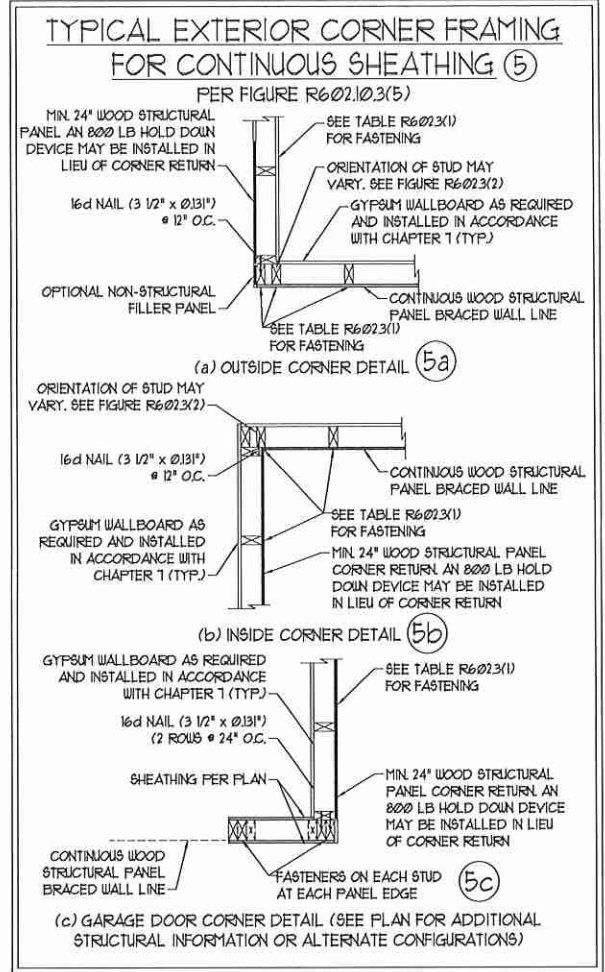 TYPICAL EXTERIOR CORNER FRAMING
FOR CONTINUOUS SHEATHING 5
PER FIGURE R602.10.3(5)
MIN. 24" WOOD STRUCTURAL
PANEL AN 800 LB HOLD DOWN
DEVICE MAY BE INSTALLED IN
LIEU OF CORNER RETURN
SEE TABLE R602.3(1)
FOR FASTENING
ORIENTATION OF STUD MAY
VARY. SEE FIGURE R602.3(2)
16d NAIL (3 1/2" x 0.131")
@ 12" O.C.
GYPSUM WALLBOARD AS REQUIRED
AND INSTALLED IN ACCORDANCE
WITH CHAPTER 7 (TYP.)
OPTIONAL NON-STRUCTURAL
FILLER PANEL
CONTINUOUS WOOD STRUCTURAL
PANEL BRACED WALL LINE
SEE TABLE R602.3(1)
FOR FASTENING
(a) OUTSIDE CORNER DETAIL 5a
ORIENTATION OF STUD MAY
VARY. SEE FIGURE R602.3(2)
16d NAIL (3 1/2" x 0.131")
@ 12" O.C.
CONTINUOUS WOOD STRUCTURAL
PANEL BRACED WALL LINE
GYPSUM WALLBOARD AS
REQUIRED AND INSTALLED
IN ACCORDANCE WITH
CHAPTER 7 (TYP.)
SEE TABLE R602.3(1)
FOR FASTENING
MIN. 24" WOOD STRUCTURAL PANEL
CORNER RETURN. AN 800 LB HOLD
DOWN DEVICE MAY BE INSTALLED
IN LIEU OF CORNER RETURN
(b) INSIDE CORNER DETAIL 5b
GYPSUM WALLBOARD AS REQUIRED
AND INSTALLED IN ACCORDANCE
WITH CHAPTER 7 (TYP.)
SEE TABLE R602.3(1)
FOR FASTENING
16d NAIL (3 1/2" x 0.131")
(2 ROWS @ 24" O.C.
SHEATHING PER PLAN
MIN. 24" WOOD STRUCTURAL
PANEL CORNER RETURN. AN
800 LB HOLD DOWN DEVICE
MAY BE INSTALLED IN LIEU
OF CORNER RETURN
CONTINUOUS WOOD
STRUCTURAL PANEL
BRACED WALL LINE
FASTENERS ON EACH STUD
AT EACH PANEL EDGE
5c
(c) GARAGE DOOR CORNER DETAIL (SEE PLAN FOR ADDITIONAL
STRUCTURAL INFORMATION OR ALTERNATE CONFIGURATIONS)